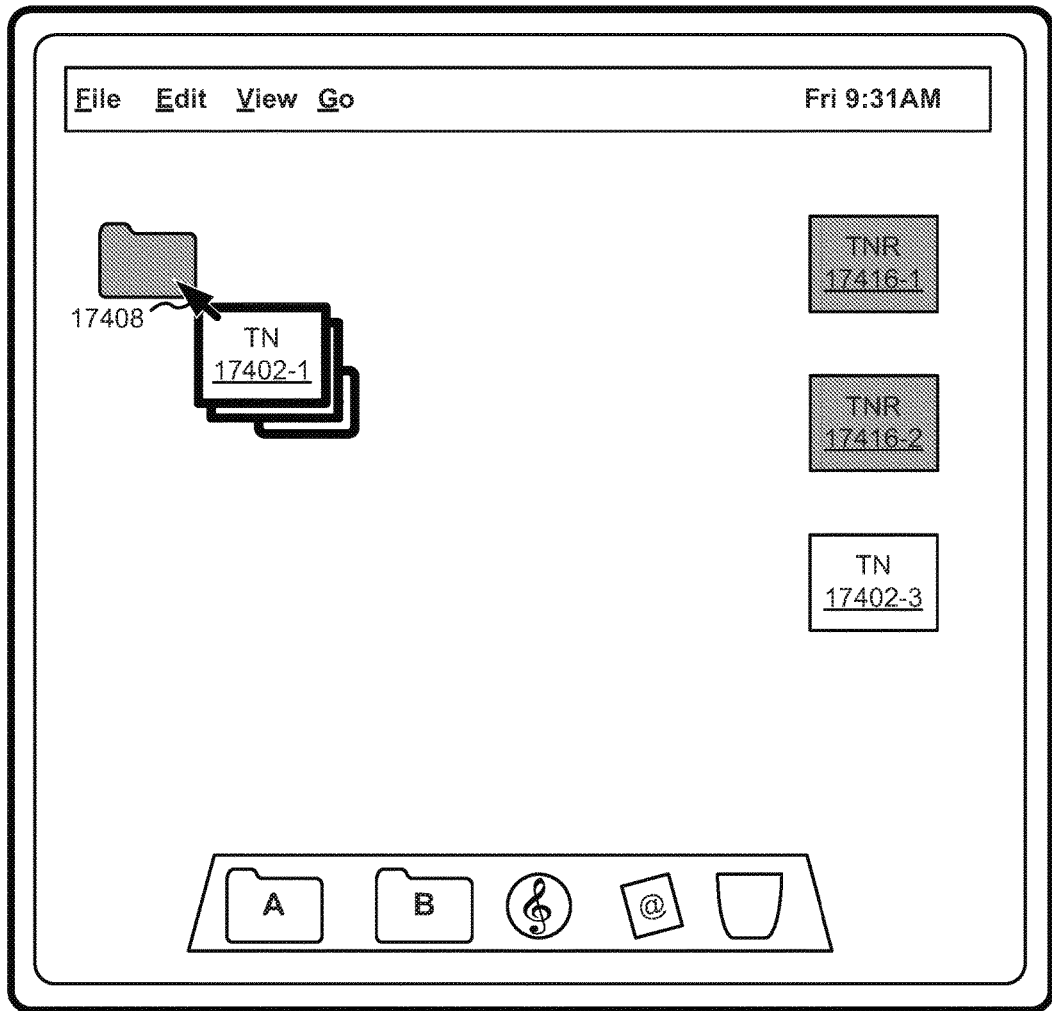 File Edit View Go Fri 9:31AM
17408
TN
17402-1
TNR
17416-1
TNR
17416-2
TN
17402-3
A
B
@